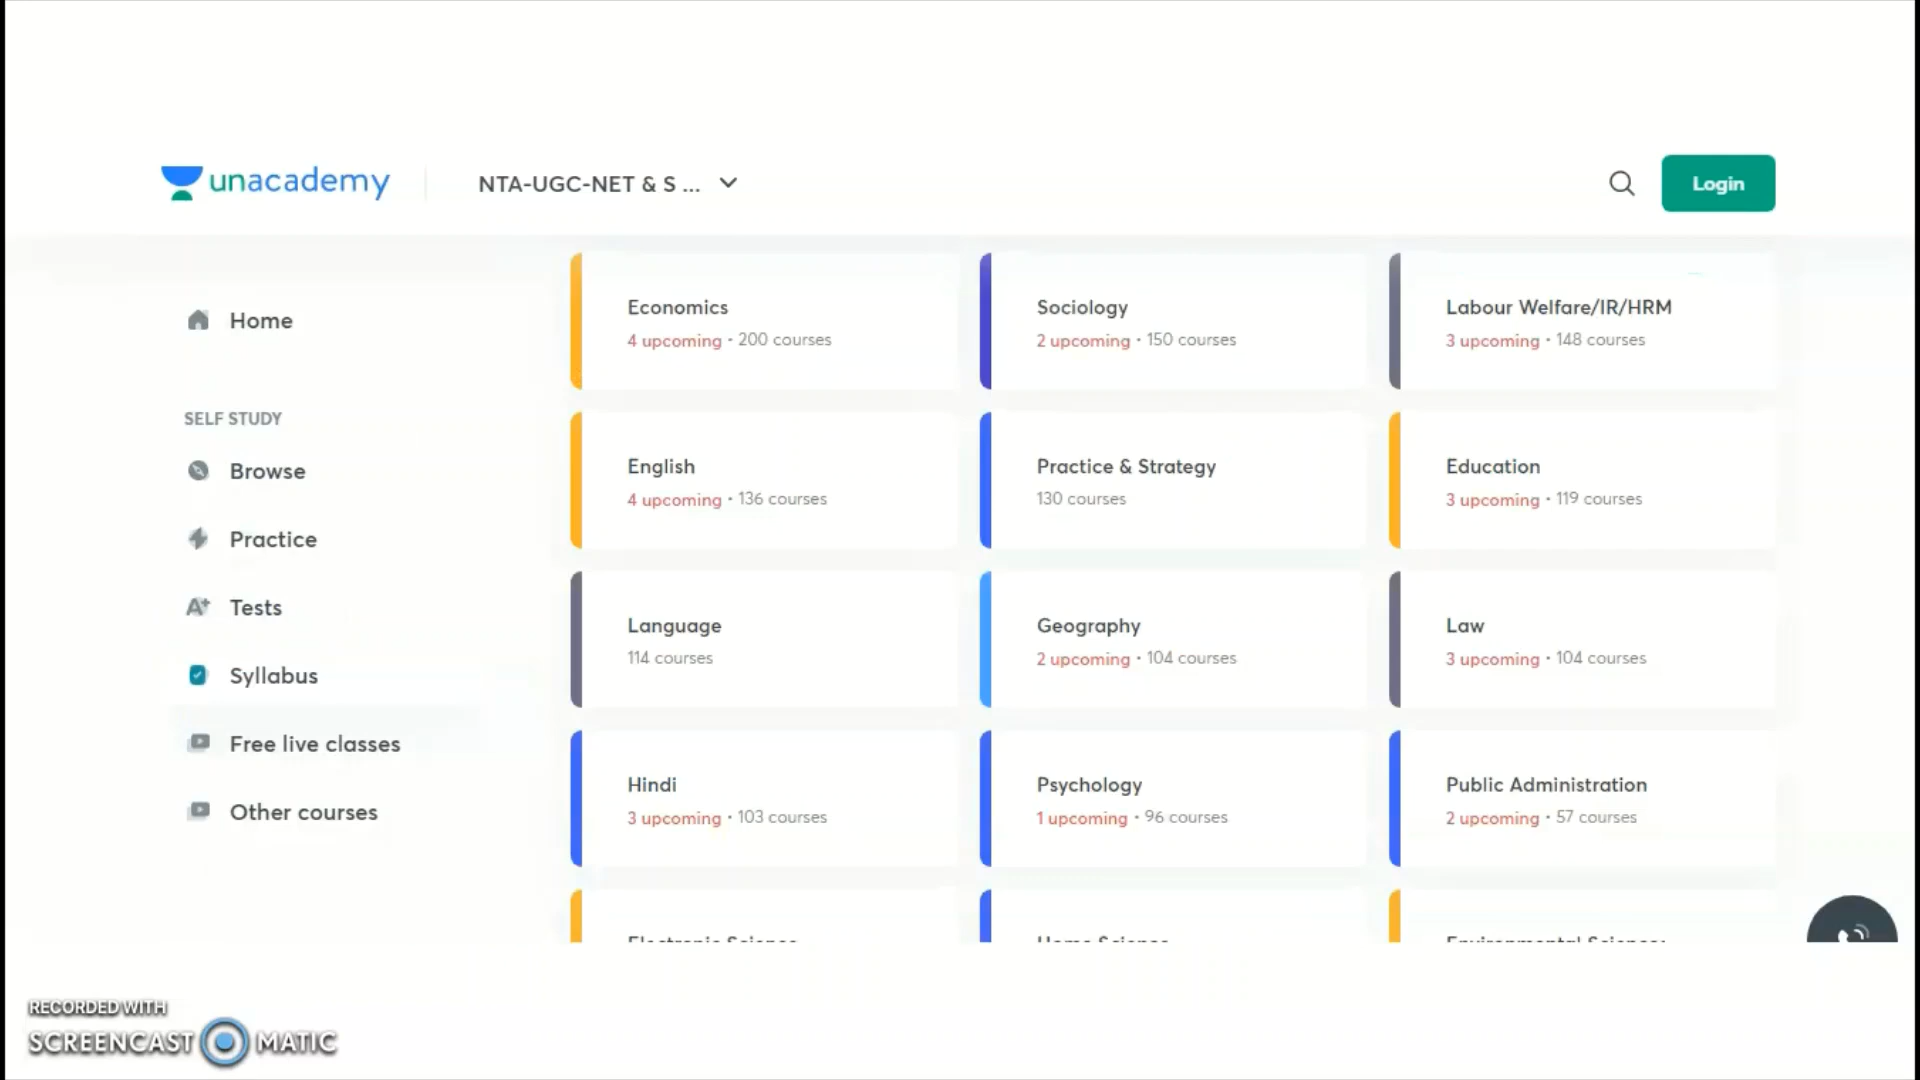 unacademy
NTA-UGC-NET & S ...
Login
Home
SELF STUDY
Browse
Practice
Tests
Syllabus
Free live classes
Other courses
Economics
4 upcoming • 200 courses
Sociology
2 upcoming • 150 courses
Labour Welfare/IR/HRM
3 upcoming • 148 courses
English
4 upcoming • 136 courses
Practice & Strategy
130 courses
Education
3 upcoming • 119 courses
Language
114 courses
Geography
2 upcoming • 104 courses
Law
3 upcoming • 104 courses
Hindi
3 upcoming • 103 courses
Psychology
1 upcoming • 96 courses
Public Administration
2 upcoming • 57 courses
Electronic Science
Home Science
RECORDED WITH
SCREENCAST MATIC